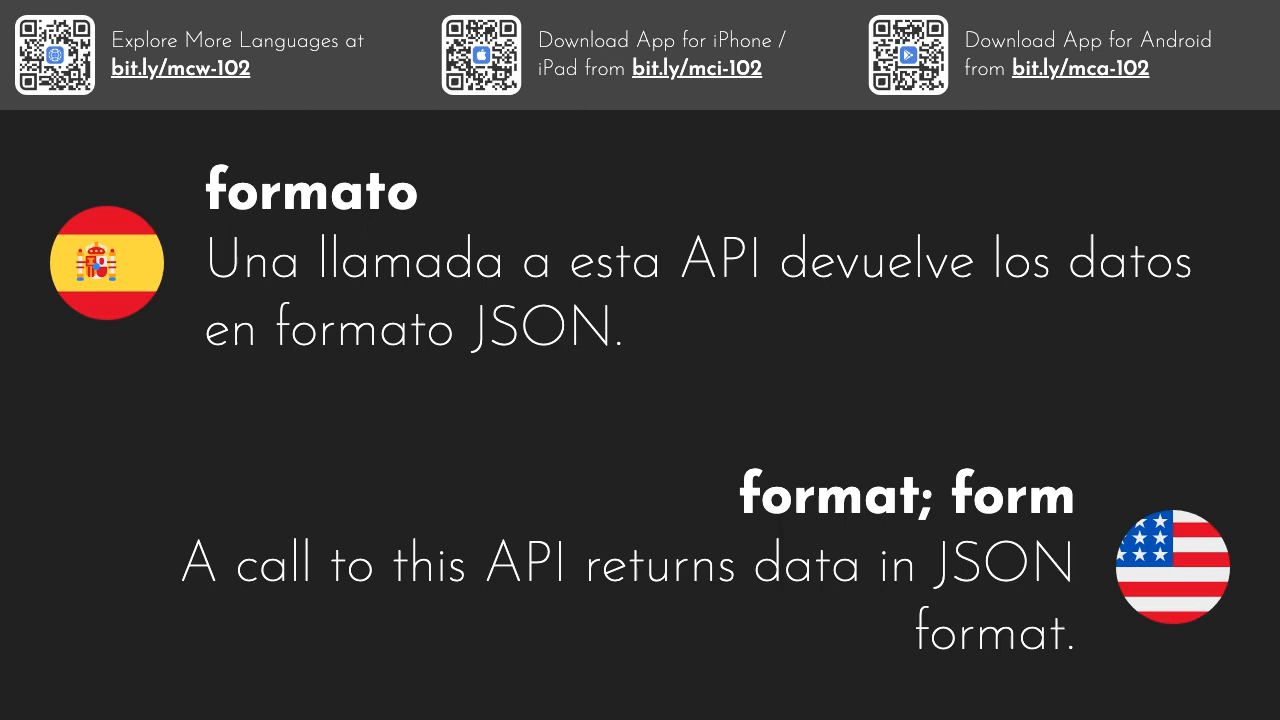 Explore More Languages at
bit.ly/mcw-102
Download App for iPhone /
iPad from bit.ly/mci-102
Download App for Android
from bit.ly/mca-102
formato
Una llamada a esta API devuelve los datos
en formato JSON.
format; form
A call to this API returns data in JSON
format.